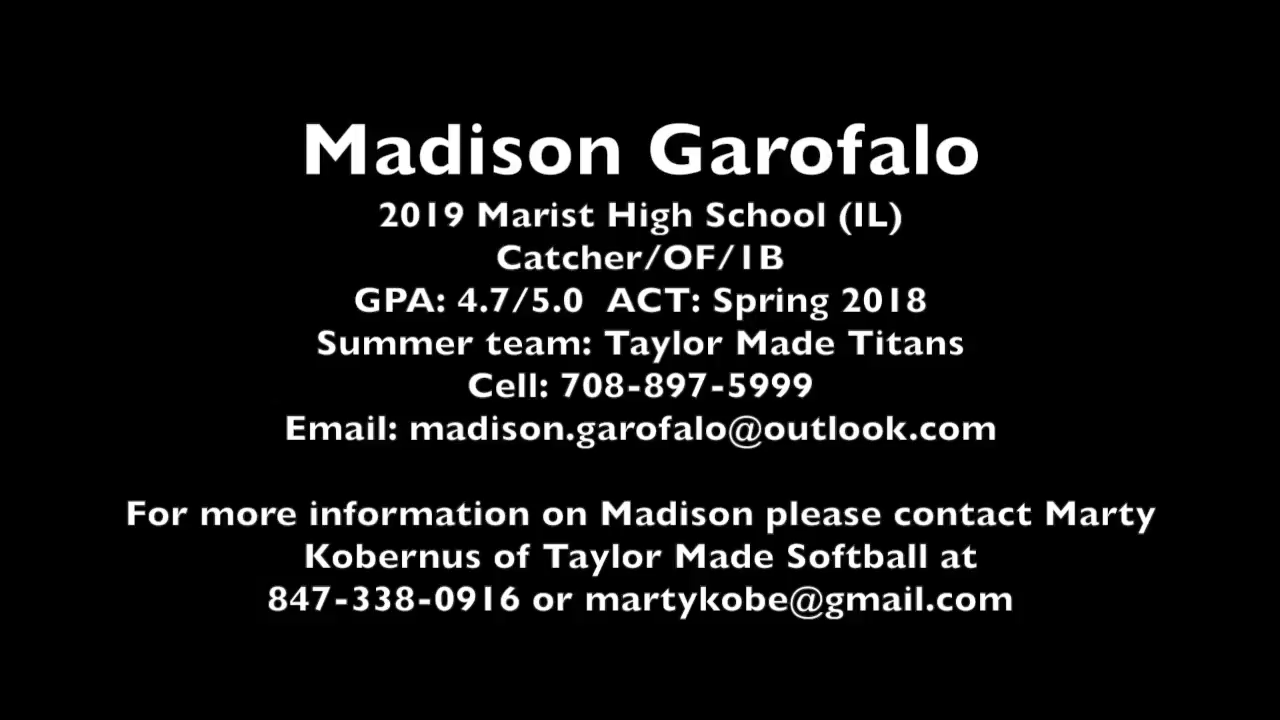 Madison Garofalo
2019 Marist High School (IL)
Catcher/OF/1B
GPA: 4.7/5.0  ACT: Spring 2018
Summer team: Taylor Made Titans
Cell: 708-897-5999
Email: madison.garofalo@outlook.com
For more information on Madison please contact Marty
Kobernus of Taylor Made Softball at
847-338-0916 or martykobe@gmail.com